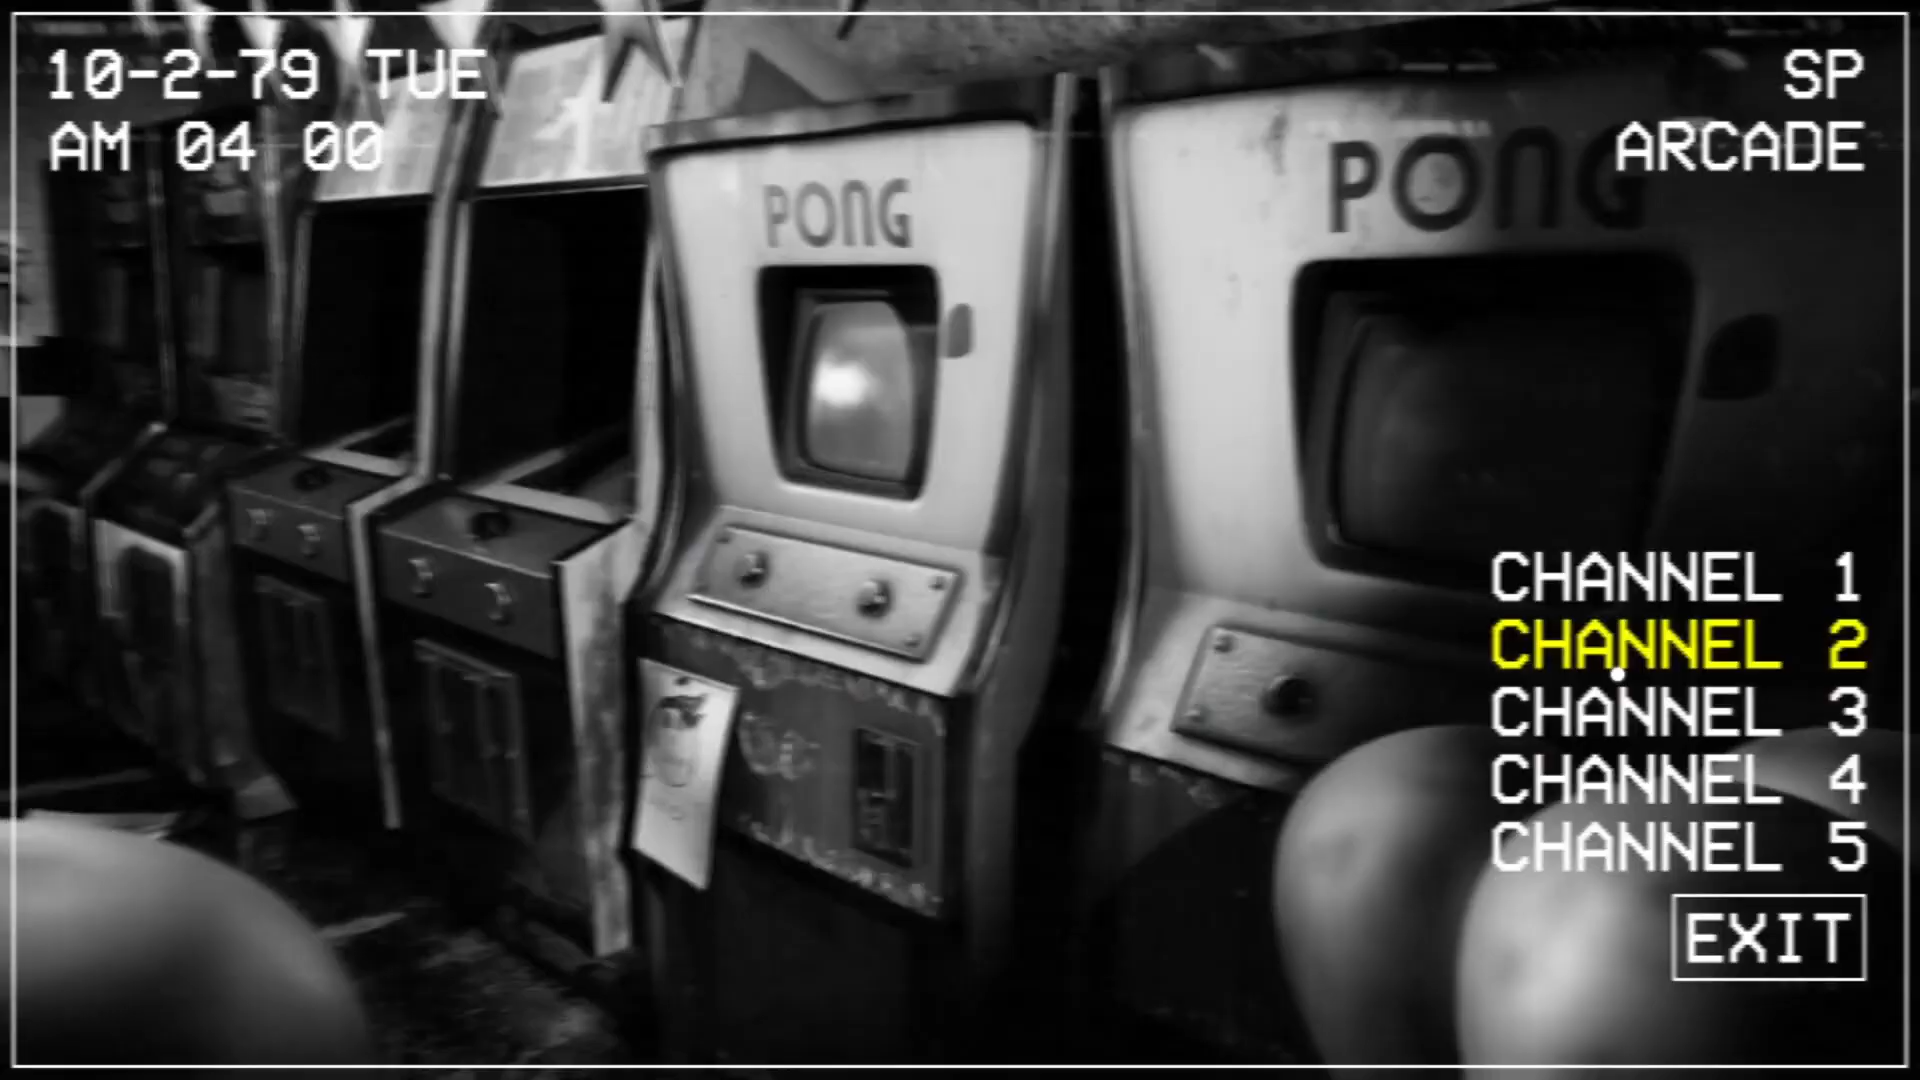 10-2-79 TUE
AM 04 00
SP
ARCADE
PONG
PONG
CHANNEL 1
CHANNEL 2
CHANNEL 3
CHANNEL 4
CHANNEL 5
EXIT